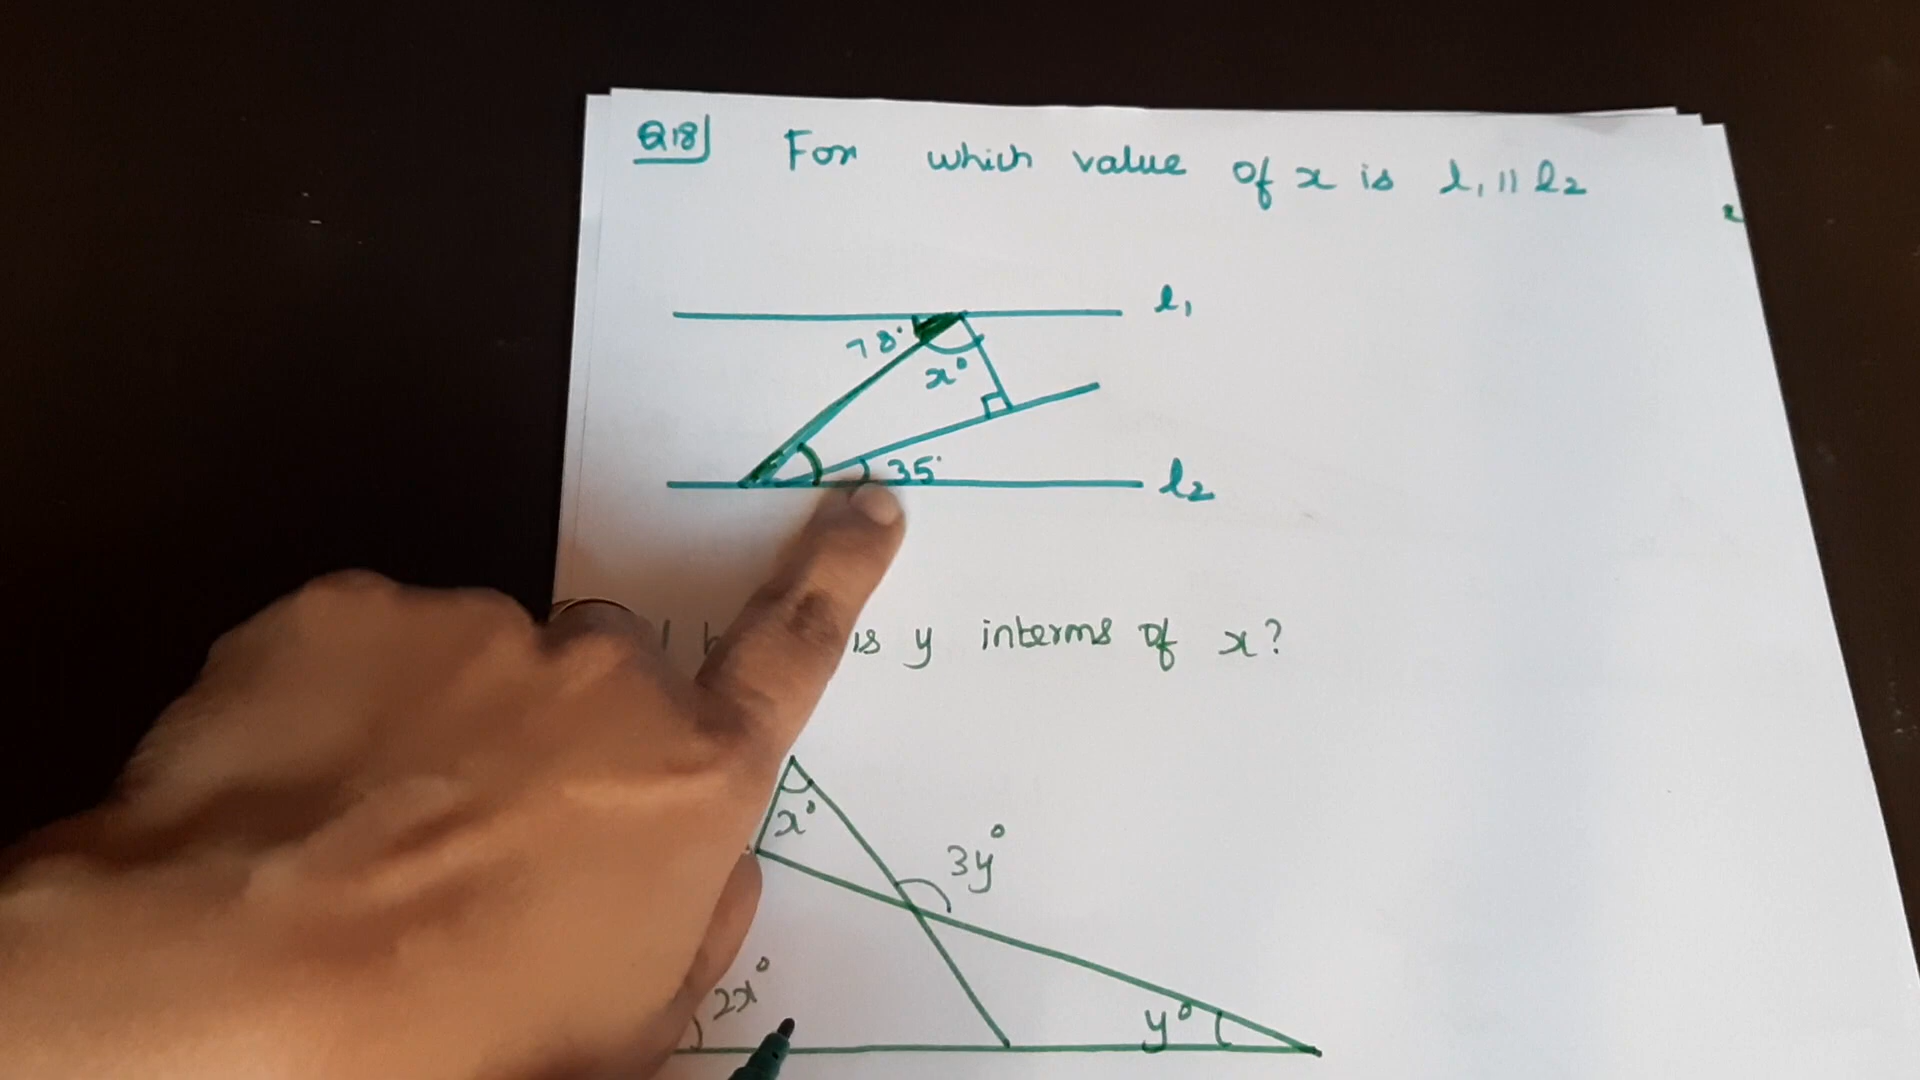 Q18] For which value of x is l₁ || l₂
l₁
78°
x°
35°
l₂
is y interms of x?
x°
3y°
2x°
y°